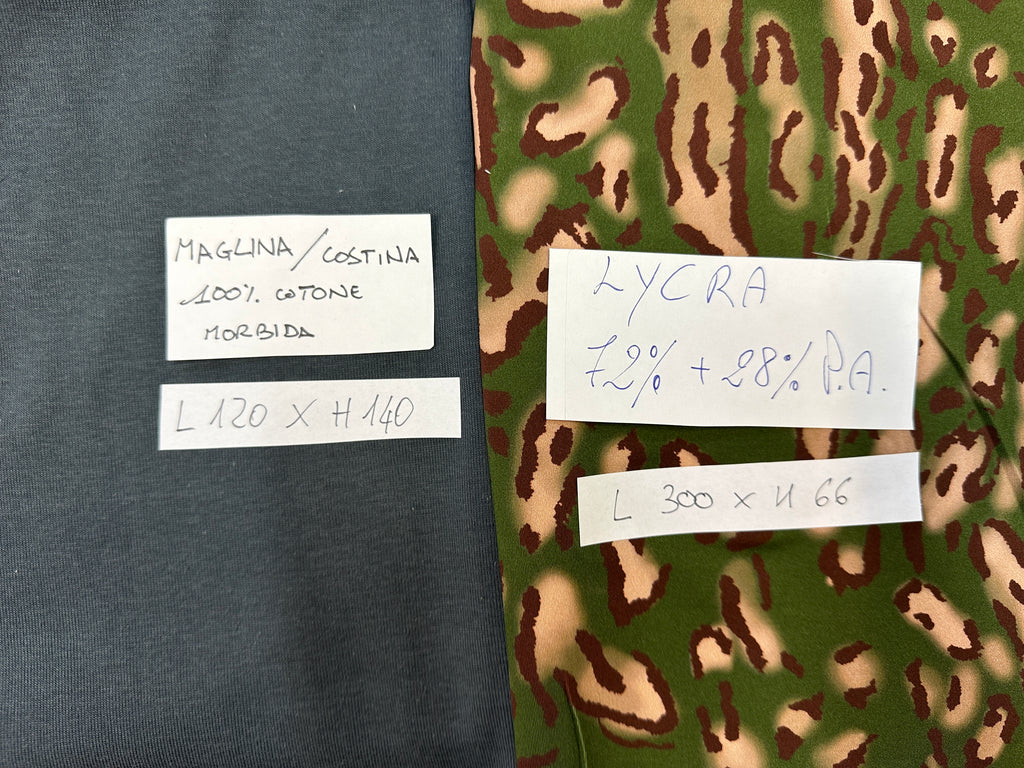 MAGLINA/COSTINA
100% COTONE
MORBIDA
L 120 X H 140
LYCRA
72% + 28% P.A.
L 300 X H 66